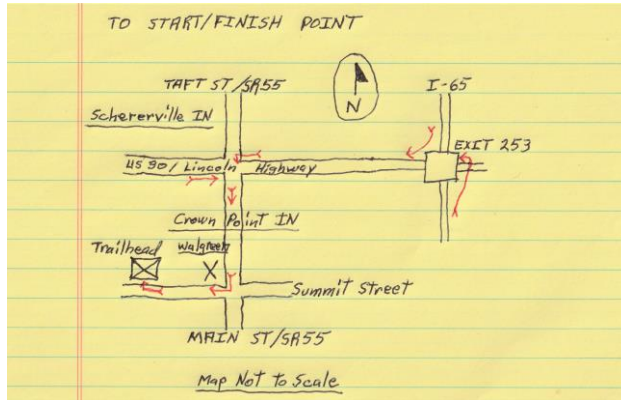 TO START/FINISH POINT
TAFT ST/SR55
I-65
N
Schererville IN
EXIT 253
US 90/ Lincoln Highway
Crown Point IN
Trailhead
Walgreens
X
Summit Street
MAIN ST/SR55
Map Not to Scale